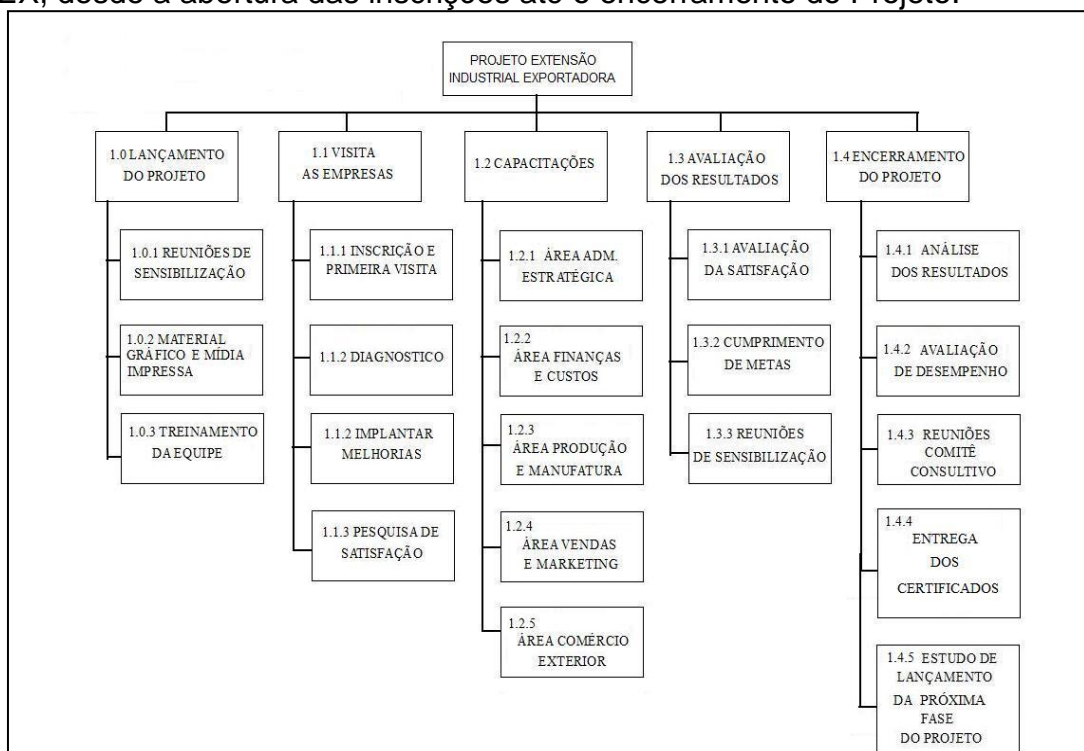 EX, desde a abertura das inscrições até o encerramento do Projeto.
PROJETO EXTENSÃO
INDUSTRIAL EXPORTADORA
1.0 LANÇAMENTO
DO PROJETO
1.0.1 REUNIÕES DE
SENSIBILIZAÇÃO
1.0.2 MATERIAL
GRÁFICO E MÍDIA
IMPRESSA
1.0.3 TREINAMENTO
DA EQUIPE
1.1 VISITA
AS EMPRESAS
1.1.1 INSCRIÇÃO E
PRIMEIRA VISITA
1.1.2 DIAGNOSTICO
1.1.2 IMPLANTAR
MELHORIAS
1.1.3 PESQUISA DE
SATISFAÇÃO
1.2 CAPACITAÇÕES
1.2.1 ÁREA ADM.
ESTRATÉGICA
1.2.2
ÁREA FINANÇAS
E CUSTOS
1.2.3
ÁREA PRODUÇÃO
E MANUFATURA
1.2.4
ÁREA VENDAS
E MARKETING
1.2.5
ÁREA COMÉRCIO
EXTERIOR
1.3 AVALIAÇÃO
DOS RESULTADOS
1.3.1 AVALIAÇÃO
DA SATISFAÇÃO
1.3.2 CUMPRIMENTO
DE METAS
1.3.3 REUNIÕES
DE SENSIBILIZAÇÃO
1.4 ENCERRAMENTO
DO PROJETO
1.4.1 ANÁLISE
DOS RESULTADOS
1.4.2 AVALIAÇÃO
DE DESEMPENHO
1.4.3 REUNIÕES
COMITÊ
CONSULTIVO
1.4.4
ENTREGA
DOS
CERTIFICADOS
1.4.5 ESTUDO DE
LANÇAMENTO
DA PRÓXIMA
FASE
DO PROJETO